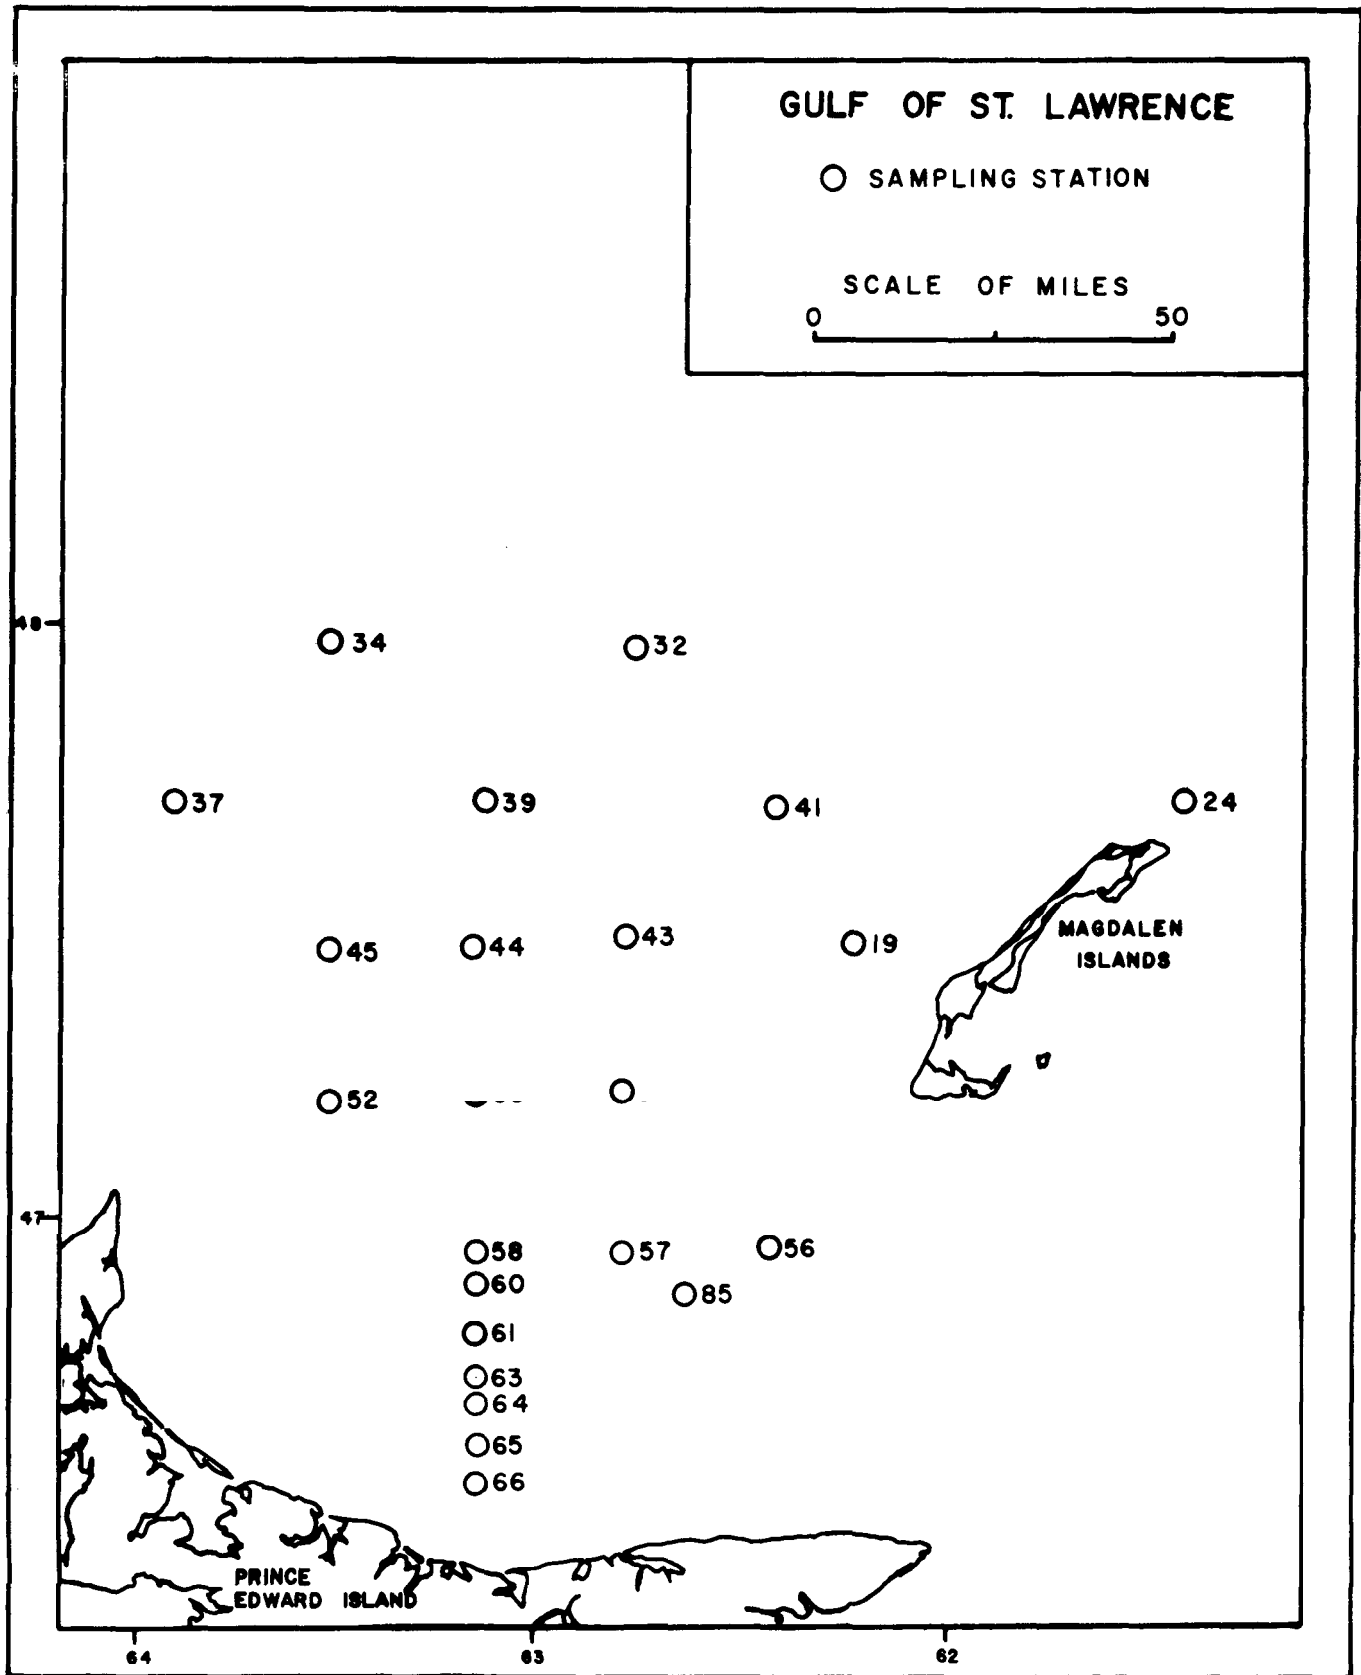 GULF OF ST. LAWRENCE
SAMPLING STATION
SCALE OF MILES
0 50
48
34 32
37 39 41 24
45 44 43 19
MAGDALEN
ISLANDS
52
47
58 57 56
60 85
61
63
64
65
66
PRINCE
EDWARD ISLAND
64 63 62